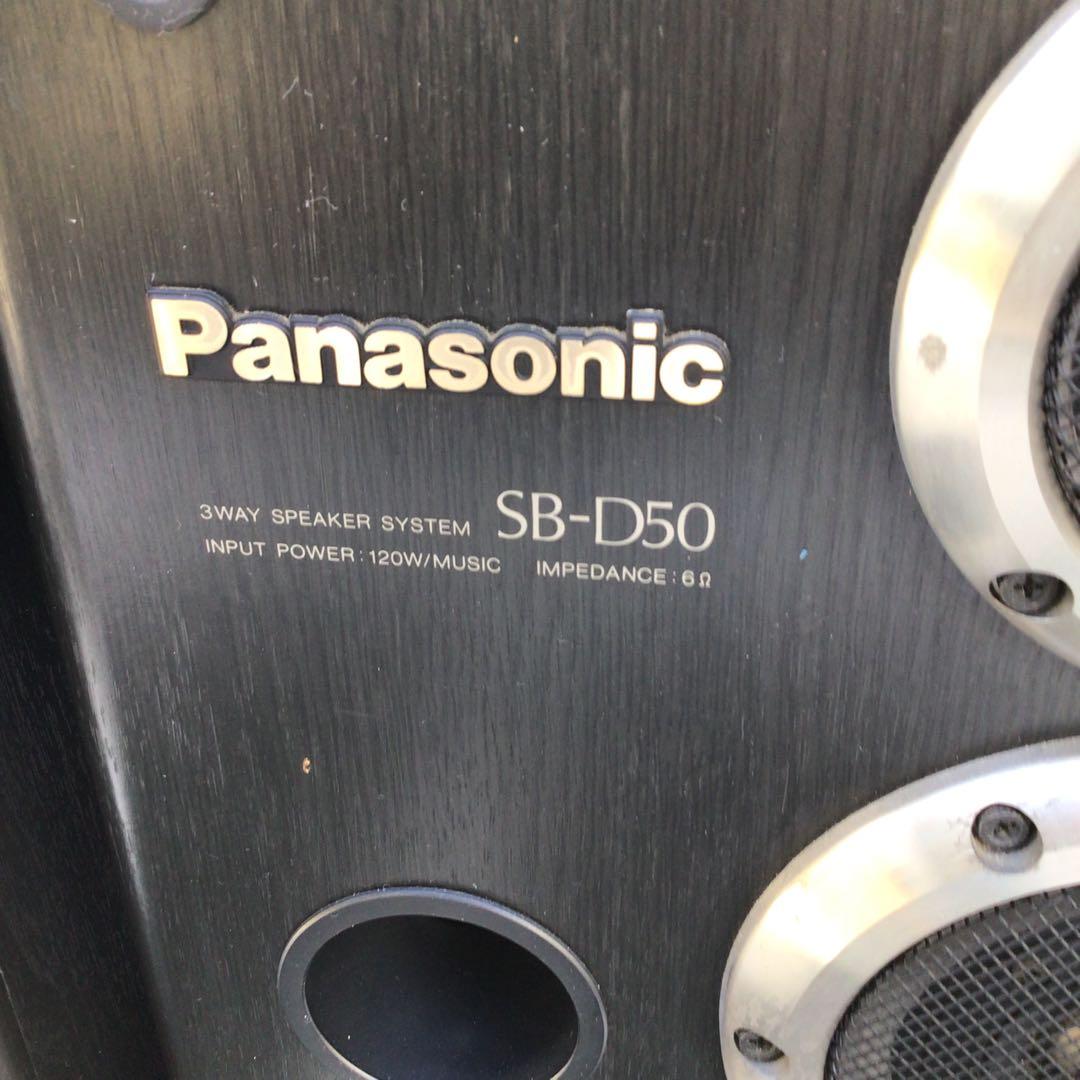 Panasonic
3WAY SPEAKER SYSTEM SB-D50
INPUT POWER:120W/MUSIC IMPEDANCE:6Ω